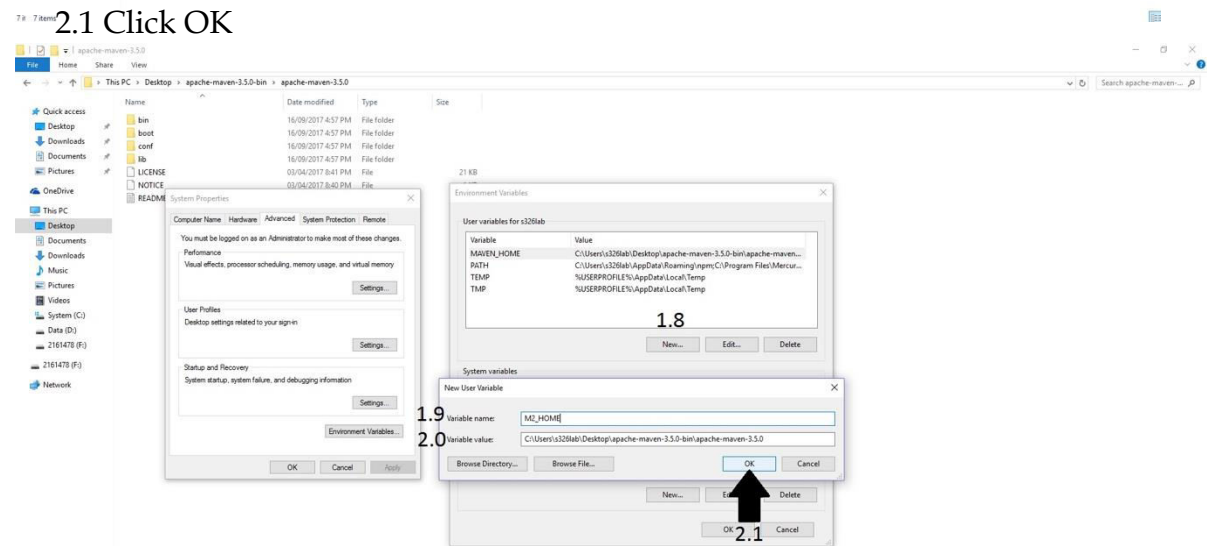 7 it 7 items
2.1 Click OK
apache-maven-3.5.0
File Home Share View
This PC > Desktop > apache-maven-3.5.0-bin > apache-maven-3.5.0
Search apache-maven-...
Name Date modified Type Size
Quick access
Desktop
Downloads
Documents
Pictures
OneDrive
This PC
Desktop
Documents
Downloads
Music
Pictures
Videos
System (C:)
Data (D:)
2161478 (F:)
2161478 (F:)
Network
bin 16/09/2017 4:57 PM File folder
boot 16/09/2017 4:57 PM File folder
conf 16/09/2017 4:57 PM File folder
lib 16/09/2017 4:57 PM File folder
LICENSE 03/04/2017 8:41 PM File 21 KB
NOTICE 03/04/2017 8:40 PM File
README
System Properties
Computer Name Hardware Advanced System Protection Remote
You must be logged on as an Administrator to make most of these changes.
Performance
Visual effects, processor scheduling, memory usage, and virtual memory
Settings...
User Profiles
Desktop settings related to your sign-in
Settings...
Startup and Recovery
System startup, system failure, and debugging information
Settings...
Environment Variables...
OK Cancel Apply
Environment Variables
User variables for s326lab
Variable Value
MAVEN_HOME C:\Users\s326lab\Desktop\apache-maven-3.5.0-bin\apache-maven...
PATH C:\Users\s326lab\AppData\Roaming\npm;C:\Program Files\Mercur...
TEMP %USERPROFILE%\AppData\Local\Temp
TMP %USERPROFILE%\AppData\Local\Temp
1.8
New... Edit... Delete
System variables
New User Variable
1.9 Variable name: M2_HOME
2.0 Variable value: C:\Users\s326lab\Desktop\apache-maven-3.5.0-bin\apache-maven-3.5.0
Browse Directory... Browse File... OK Cancel
New... Delete
OK Cancel
2.1